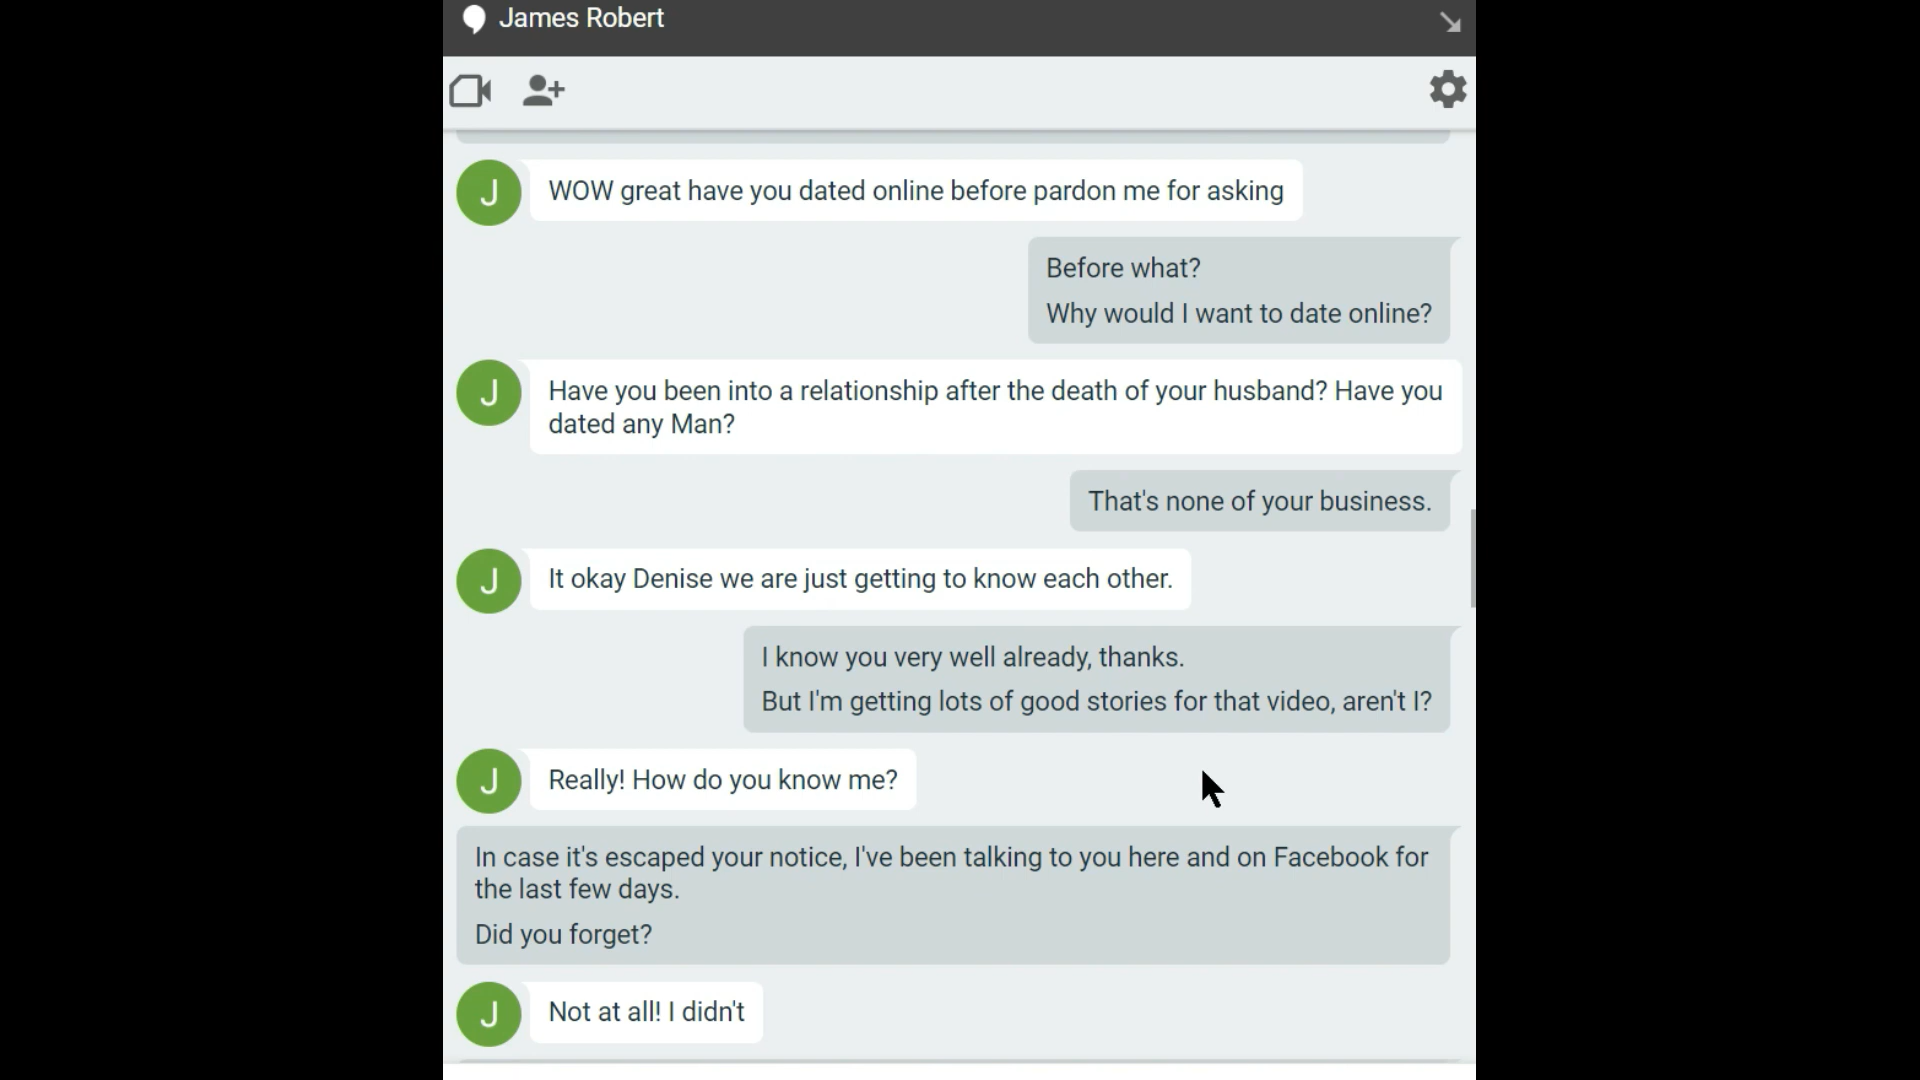 James Robert
J
WOW great have you dated online before pardon me for asking
Before what?
Why would I want to date online?
J
Have you been into a relationship after the death of your husband? Have you
dated any Man?
That's none of your business.
J
It okay Denise we are just getting to know each other.
I know you very well already, thanks.
But I'm getting lots of good stories for that video, aren't I?
J
Really! How do you know me?
In case it's escaped your notice, I've been talking to you here and on Facebook for
the last few days.
Did you forget?
J
Not at all! I didn't